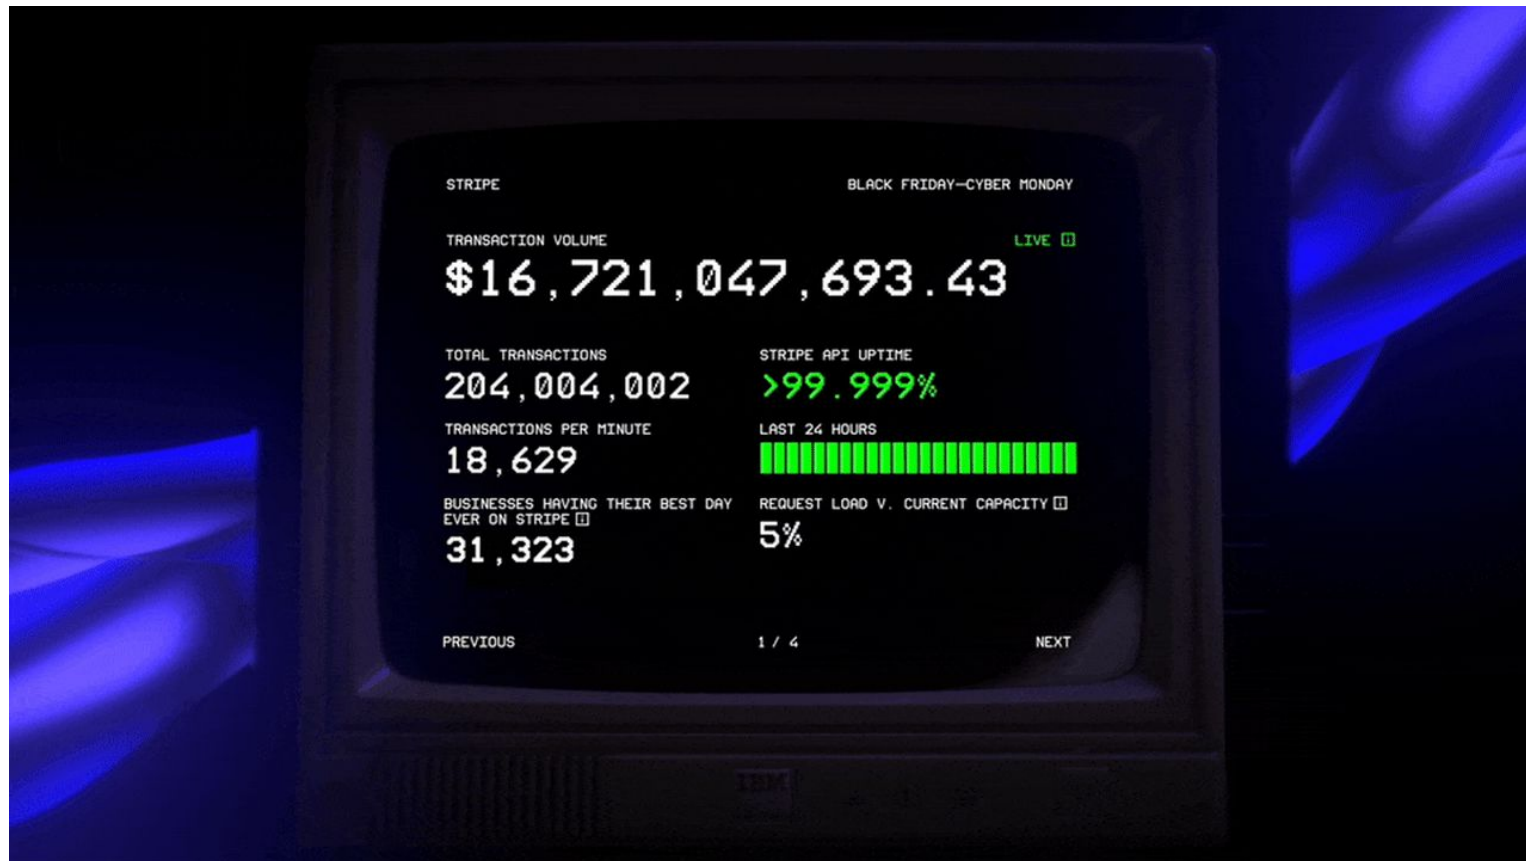 STRIPE
BLACK FRIDAY—CYBER MONDAY
TRANSACTION VOLUME
LIVE
$16,721,047,693.43
TOTAL TRANSACTIONS
204,004,002
STRIPE API UPTIME
>99.999%
TRANSACTIONS PER MINUTE
18,629
LAST 24 HOURS
BUSINESSES HAVING THEIR BEST DAY
EVER ON STRIPE
31,323
REQUEST LOAD V. CURRENT CAPACITY
5%
PREVIOUS
1 / 4
NEXT
IBM